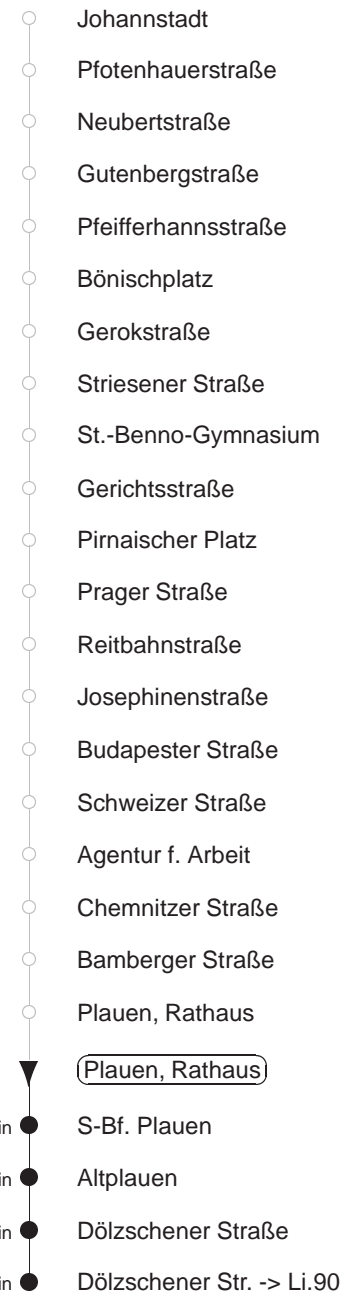 Johannstadt
Pfotenhauerstraße
Neubertstraße
Gutenbergstraße
Pfeifferhannsstraße
Bönischplatz
Gerokstraße
Striesener Straße
St.-Benno-Gymnasium
Gerichtsstraße
Pirnaischer Platz
Prager Straße
Reitbahnstraße
Josephinenstraße
Budapester Straße
Schweizer Straße
Agentur f. Arbeit
Chemnitzer Straße
Bamberger Straße
Plauen, Rathaus
Plauen, Rathaus
S-Bf. Plauen
Altplauen
Dölzschener Straße
Dölzschener Str. -> Li.90